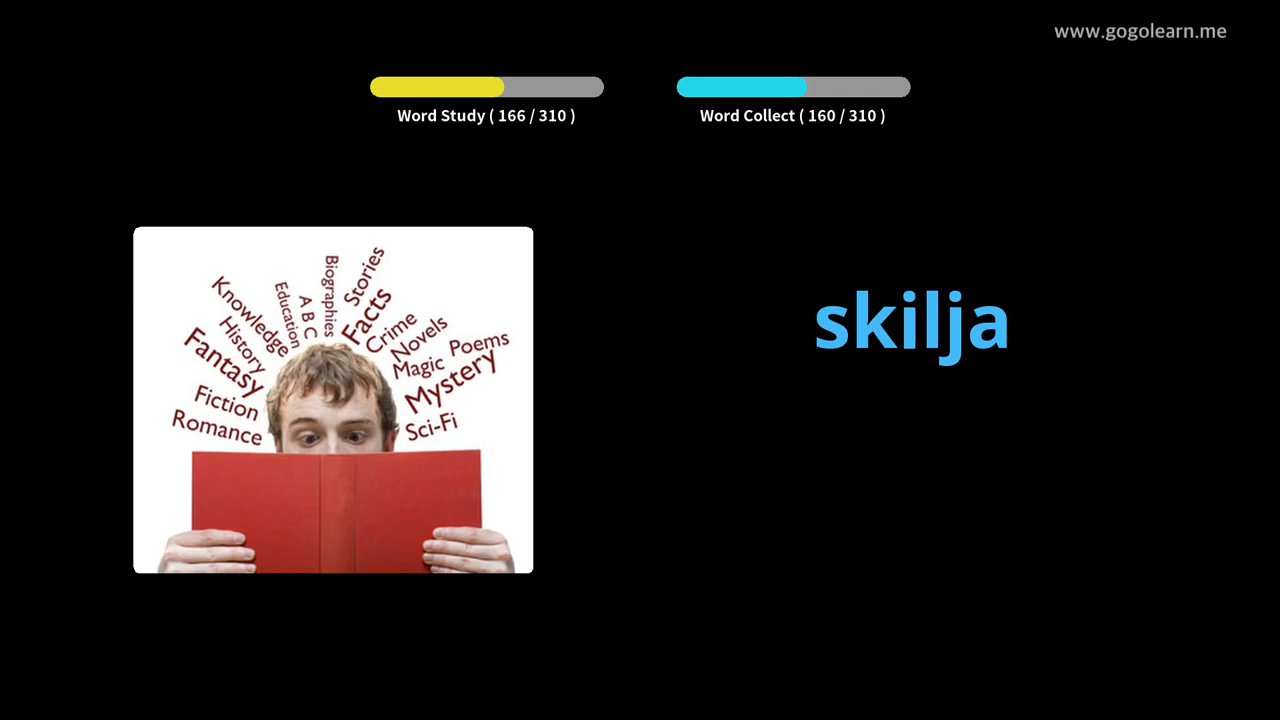 www.gogolearn.me
Word Study ( 166 / 310 )
Word Collect ( 160 / 310 )
skilja
Biographies
Stories
Education
A B C
Facts
Knowledge
History
Crime
Novels
Fantasy
Magic
Poems
Mystery
Fiction
Romance
Sci-Fi